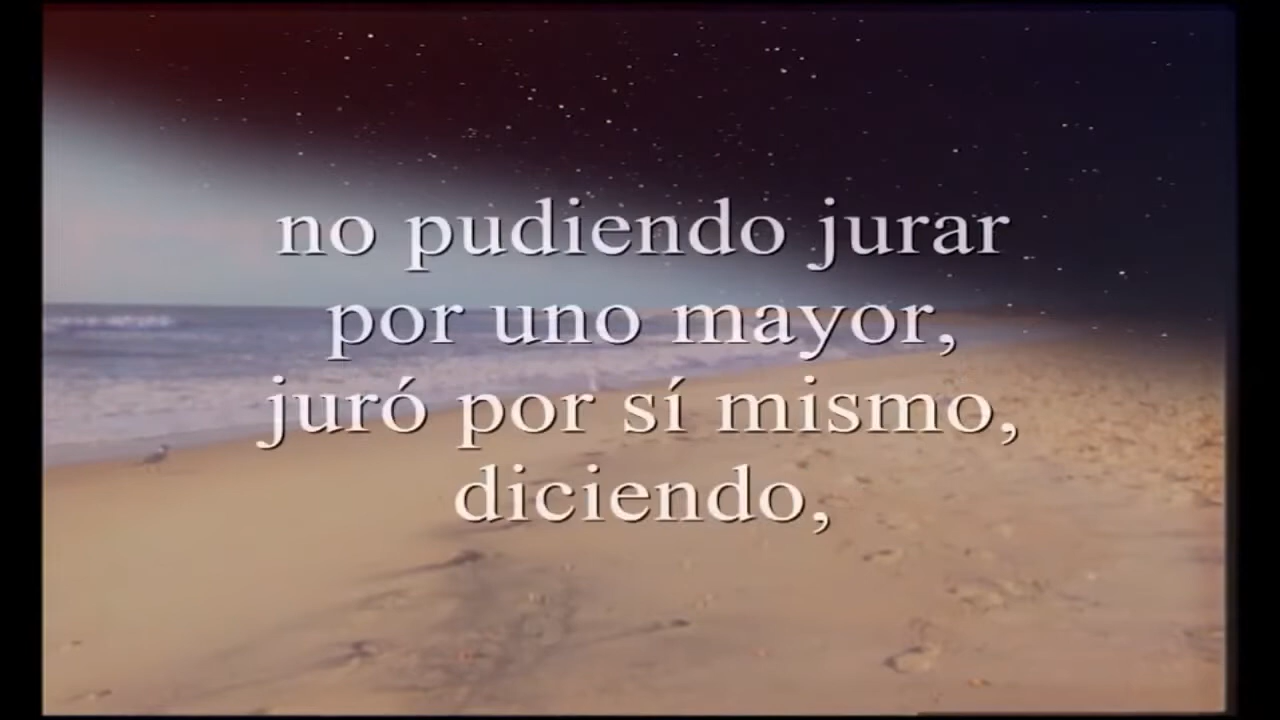 no pudiendo jurar
por uno mayor,
juró por sí mismo,
diciendo,